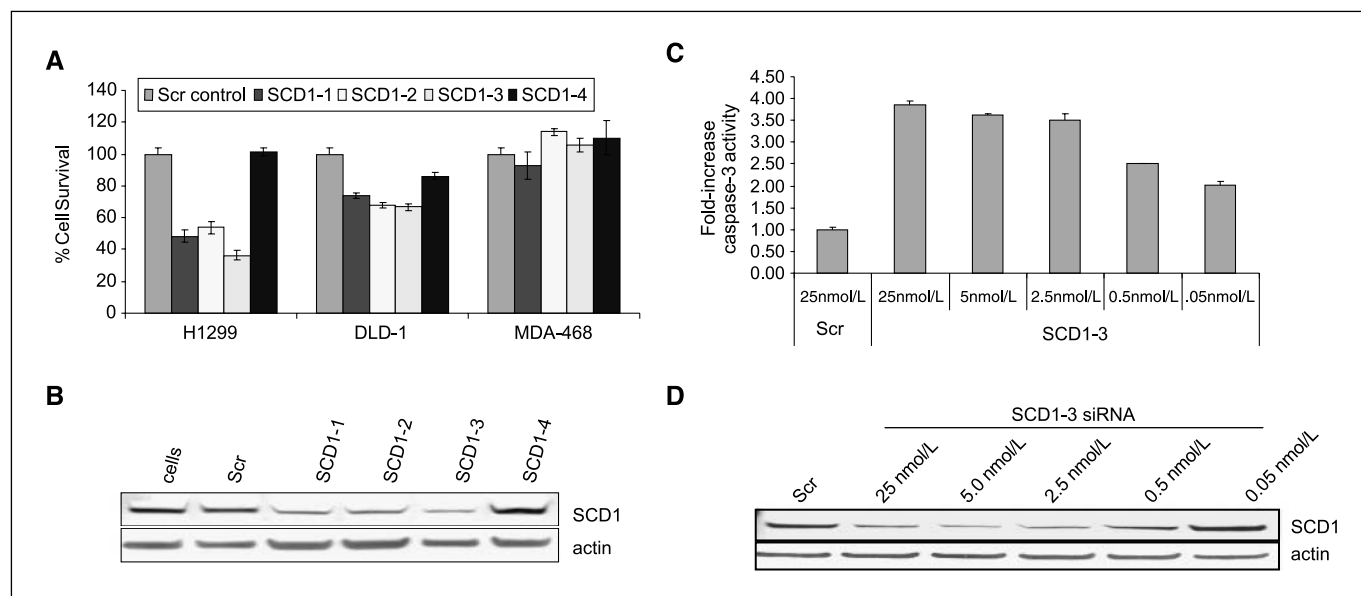 A
Scr control SCD1-1 SCD1-2 SCD1-3 SCD1-4
% Cell Survival
140
120
100
80
60
40
20
0
H1299 DLD-1 MDA-468
B
cells Scr SCD1-1 SCD1-2 SCD1-3 SCD1-4
SCD1
actin
C
Fold-increase
caspase-3 activity
4.50
4.00
3.50
3.00
2.50
2.00
1.50
1.00
0.50
0.00
25nmol/L 25nmol/L 5nmol/L 2.5nmol/L 0.5nmol/L .05nmol/L
Scr SCD1-3
D
SCD1-3 siRNA
Scr 25 nmol/L 5.0 nmol/L 2.5 nmol/L 0.5 nmol/L 0.05 nmol/L
SCD1
actin